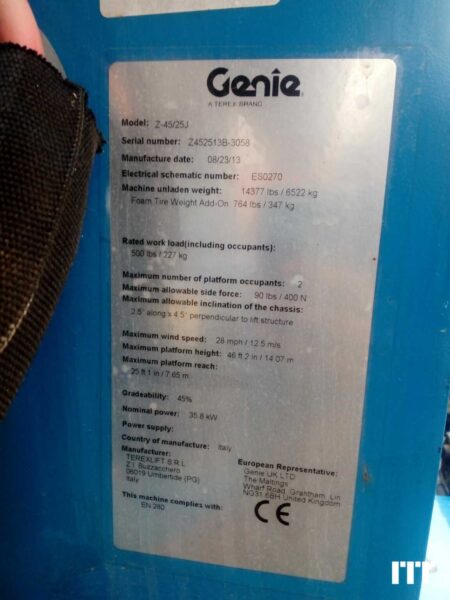 Genie
A TEREX BRAND
Model: Z-45/25J
Serial number: Z452513B-3058
Manufacture date: 08/23/13
Electrical schematic number: ES0270
Machine unladen weight: 14377 lbs / 6522 kg
Foam Tire Weight Add-On 764 lbs / 347 kg
Rated work load(including occupants):
500 lbs / 227 kg
Maximum number of platform occupants: 2
Maximum allowable side force: 90 lbs / 400 N
Maximum allowable inclination of the chassis:
2.5° along x 4.5° perpendicular to lift structure
Maximum wind speed: 28 mph / 12.5 m/s
Maximum platform height: 46 ft 2 in / 14.07 m
Maximum platform reach:
25 ft 1 in / 7.65 m
Gradeability: 45%
Nominal power: 35.8 kW
Power supply:
Country of manufacture: Italy
Manufacturer:
TEREXLIFT S.R.L
Z.I. Buzzacchero
06019 Umbertide (PG)
Italy
European Representative:
Genie UK LTD
The Maltings
Wharf Road, Grantham, Lin
NG31 6BH United Kingdom
This machine complies with:
EN 280
CE
ITP